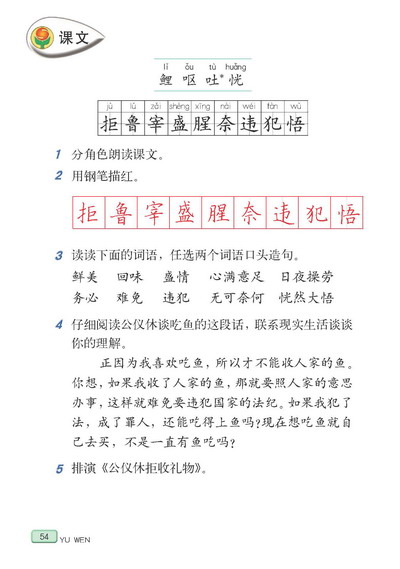 课文
lí ǒu tù huǎng
鲤 呕 吐* 恍
jù lǔ zǎi shèng xīng nài wéi fàn wù
拒 鲁 宰 盛 腥 奈 违 犯 悟
1 分角色朗读课文。
2 用钢笔描红。
拒 鲁 宰 盛 腥 奈 违 犯 悟
3 读读下面的词语，任选两个词语口头造句。
鲜美 回味 盛情 心满意足 日夜操劳
务必 难免 违犯 无可奈何 恍然大悟
4 仔细阅读公仪休谈吃鱼的这段话，联系现实生活谈谈
你的理解。
正因为我喜欢吃鱼，所以才不能收人家的鱼。
你想，如果我收了人家的鱼，那就要照人家的意思
办事，这样就难免要违犯国家的法纪。如果我犯了
法，成了罪人，还能吃得上鱼吗？现在想吃鱼就自
己去买，不是一直有鱼吃吗？
5 排演《公仪休拒收礼物》。
54 YU WEN